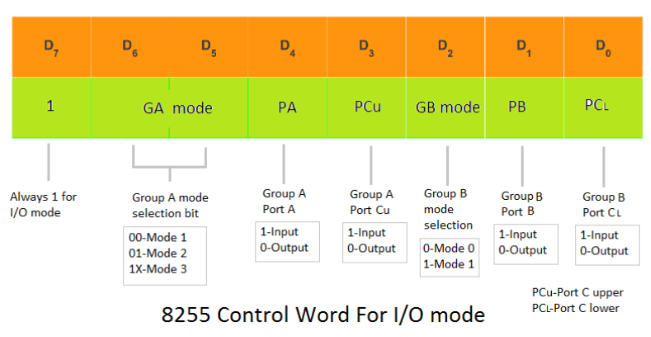 D7 D6 D5 D4 D3 D2 D1 D0
1 GA mode PA PCu GB mode PB PCL
Always 1 for
I/O mode
Group A mode
selection bit
00-Mode 1
01-Mode 2
1X-Mode 3
Group A
Port A
1-Input
0-Output
Group A
Port Cu
1-Input
0-Output
Group B
mode
selection
0-Mode 0
1-Mode 1
Group B
Port B
1-Input
0-Output
Group B
Port CL
1-Input
0-Output
PCu-Port C upper
PCL-Port C lower
8255 Control Word For I/O mode